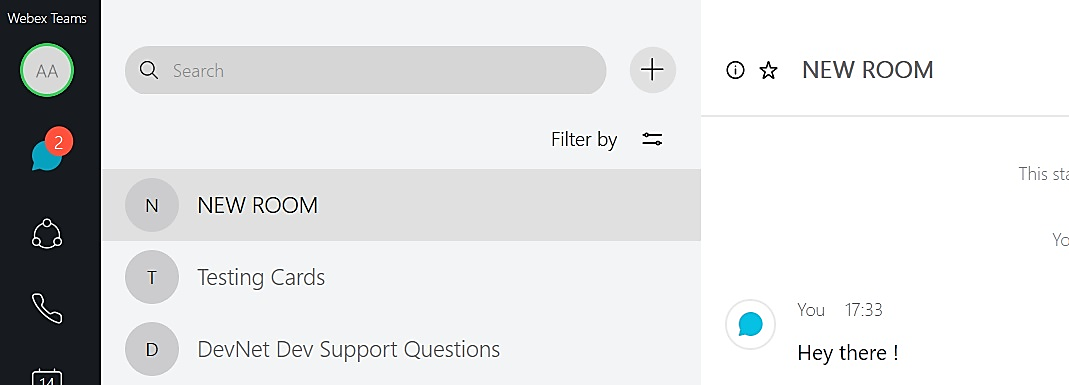 Webex Teams
AA
2
14
Search
Filter by
N NEW ROOM
T Testing Cards
D DevNet Dev Support Questions
NEW ROOM
This
You 17:33
Hey there !